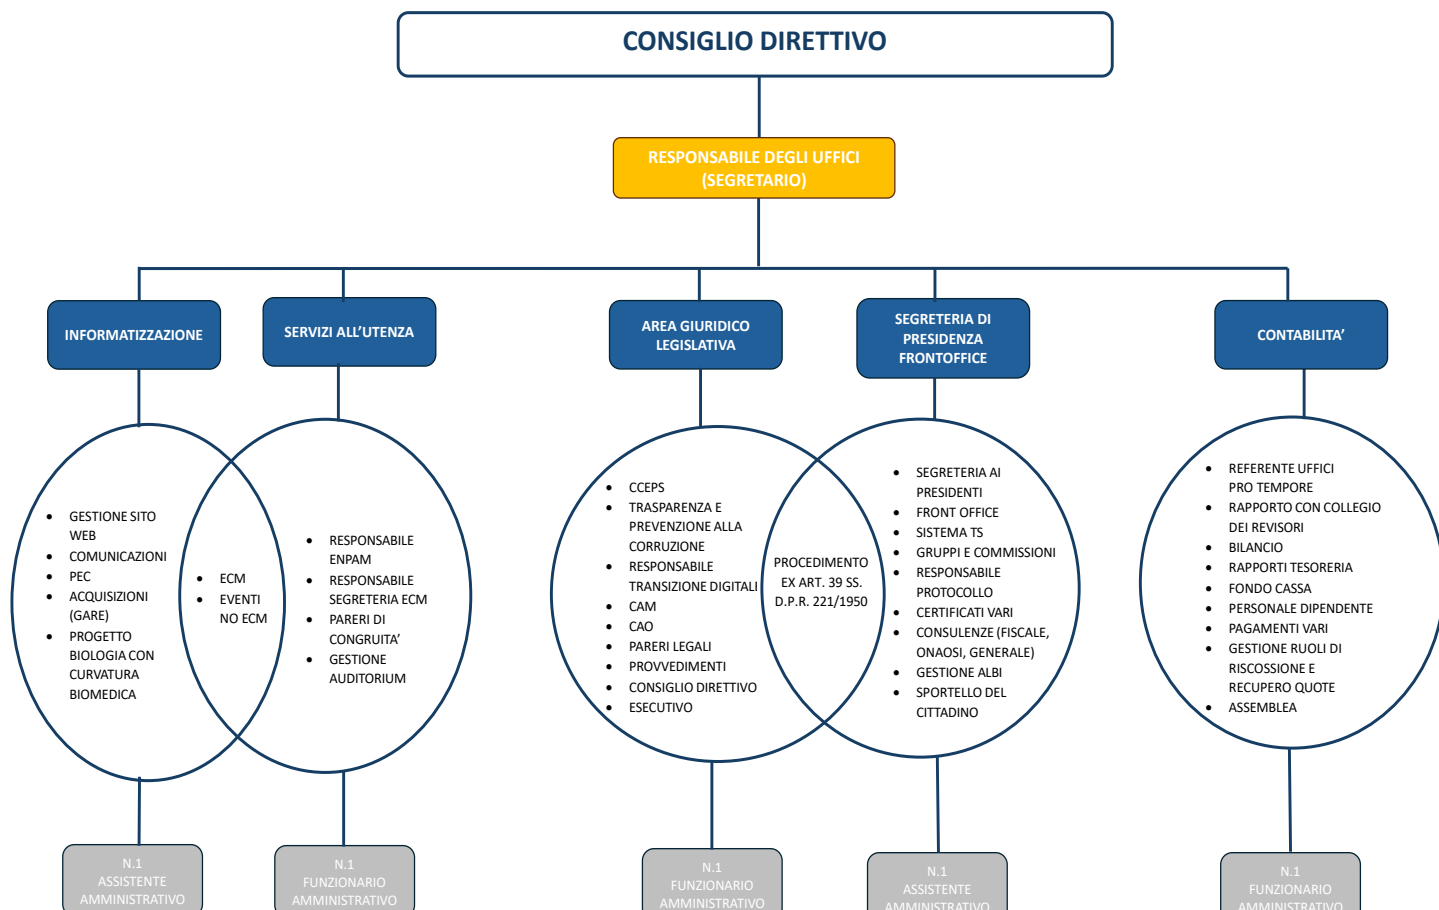 CONSIGLIO DIRETTIVO
RESPONSABILE DEGLI UFFICI
(SEGRETARIO)
INFORMATIZZAZIONE
SERVIZI ALL'UTENZA
AREA GIURIDICO
LEGISLATIVA
SEGRETERIA DI
PRESIDENZA
FRONTOFFICE
CONTABILITA'
• GESTIONE SITO
WEB
• COMUNICAZIONI
• PEC
• ACQUISIZIONI
(GARE)
• PROGETTO
BIOLOGIA CON
CURVATURA
BIOMEDICA
• ECM
• EVENTI
NO ECM
• RESPONSABILE
ENPAM
• RESPONSABILE
SEGRETERIA ECM
• PARERI DI
CONGRUITA'
• GESTIONE
AUDITORIUM
• CCEPS
• TRASPARENZA E
PREVENZIONE ALLA
CORRUZIONE
• RESPONSABILE
TRANSIZIONE DIGITALI
• CAM
• CAO
• PARERI LEGALI
• PROVVEDIMENTI
• CONSIGLIO DIRETTIVO
• ESECUTIVO
PROCEDIMENTO
EX ART. 39 SS.
D.P.R. 221/1950
• SEGRETERIA AI
PRESIDENTI
• FRONT OFFICE
• SISTEMA TS
• GRUPPI E COMMISSIONI
• RESPONSABILE
PROTOCOLLO
• CERTIFICATI VARI
• CONSULENZE (FISCALE,
ONAOSI, GENERALE)
• GESTIONE ALBI
• SPORTELLO DEL
CITTADINO
• REFERENTE UFFICI
PRO TEMPORE
• RAPPORTO CON COLLEGIO
DEI REVISORI
• BILANCIO
• RAPPORTI TESORERIA
• FONDO CASSA
• PERSONALE DIPENDENTE
• PAGAMENTI VARI
• GESTIONE RUOLI DI
RISCOSSIONE E
RECUPERO QUOTE
• ASSEMBLEA
N.1
ASSISTENTE
AMMINISTRATIVO
N.1
FUNZIONARIO
AMMINISTRATIVO
N.1
FUNZIONARIO
AMMINISTRATIVO
N.1
ASSISTENTE
AMMINISTRATIVO
N.1
FUNZIONARIO
AMMINISTRATIVO